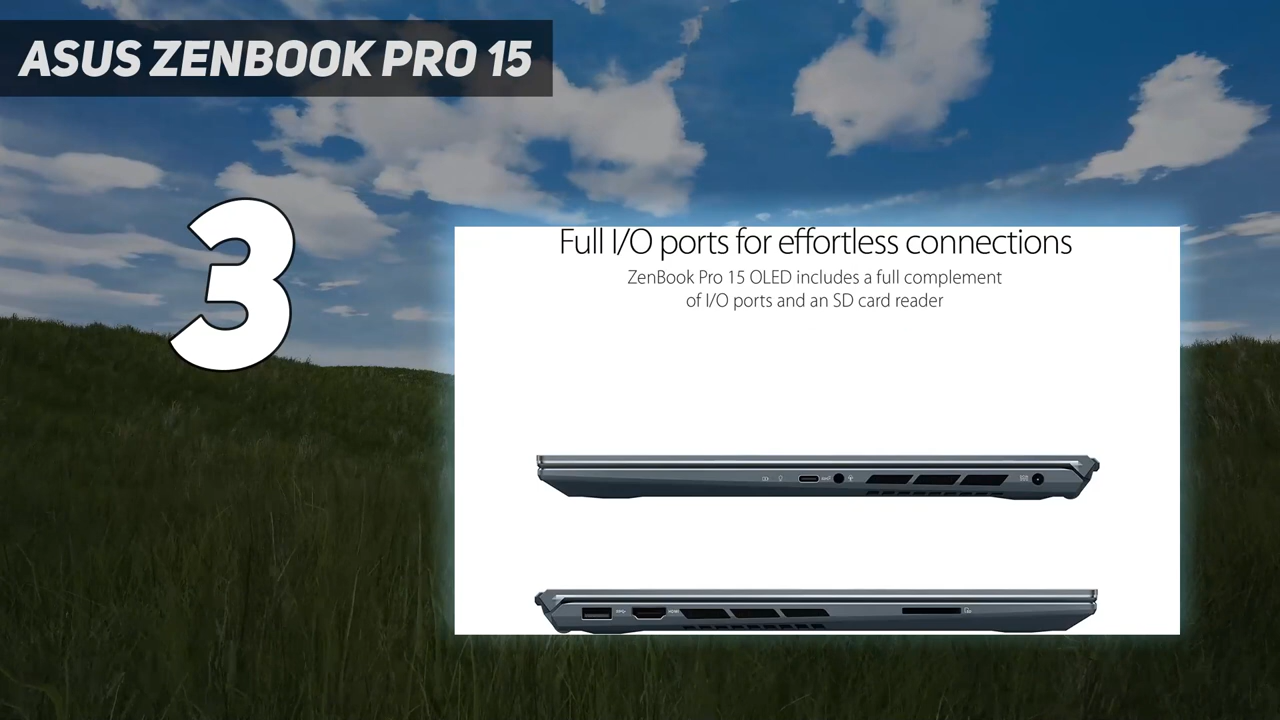 ASUS ZENBOOK PRO 15
3
Full I/O ports for effortless connections
ZenBook Pro 15 OLED includes a full complement
of I/O ports and an SD card reader